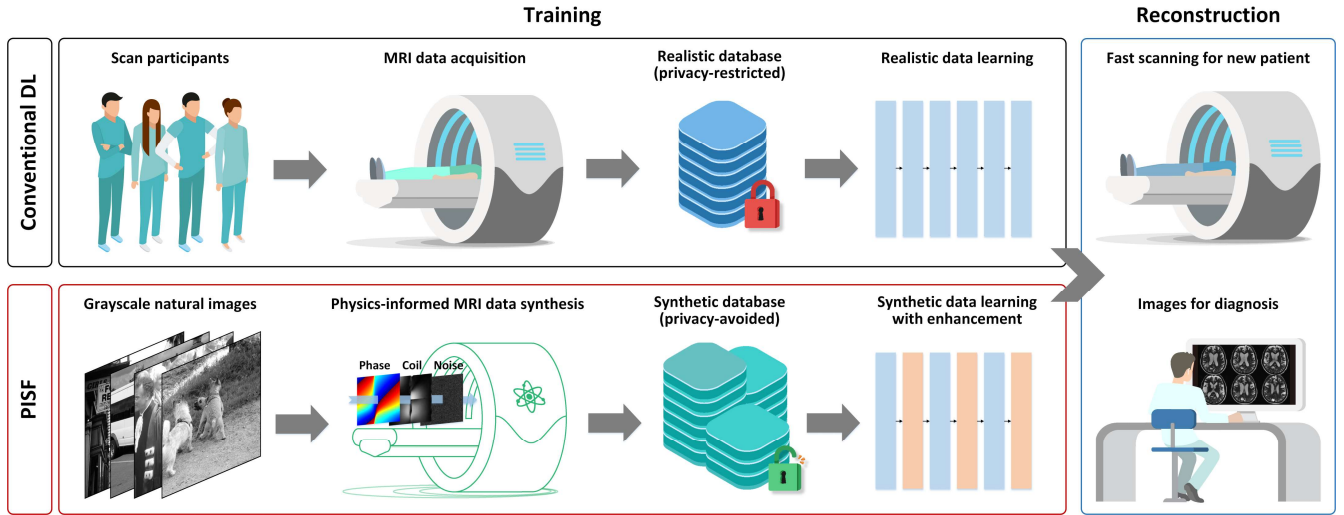 Training
Reconstruction
Conventional DL
Scan participants
MRI data acquisition
Realistic database
(privacy-restricted)
Realistic data learning
Fast scanning for new patient
PISF
Grayscale natural images
Physics-informed MRI data synthesis
Phase
Coil
Noise
Synthetic database
(privacy-avoided)
Synthetic data learning
with enhancement
Images for diagnosis